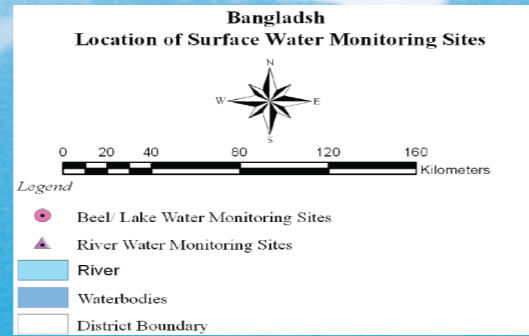 Bangladsh
Location of Surface Water Monitoring Sites
N
W E
S
0 20 40 80 120 160
Kilometers
Legend
Beel/ Lake Water Monitoring Sites
River Water Monitoring Sites
River
Waterbodies
District Boundary